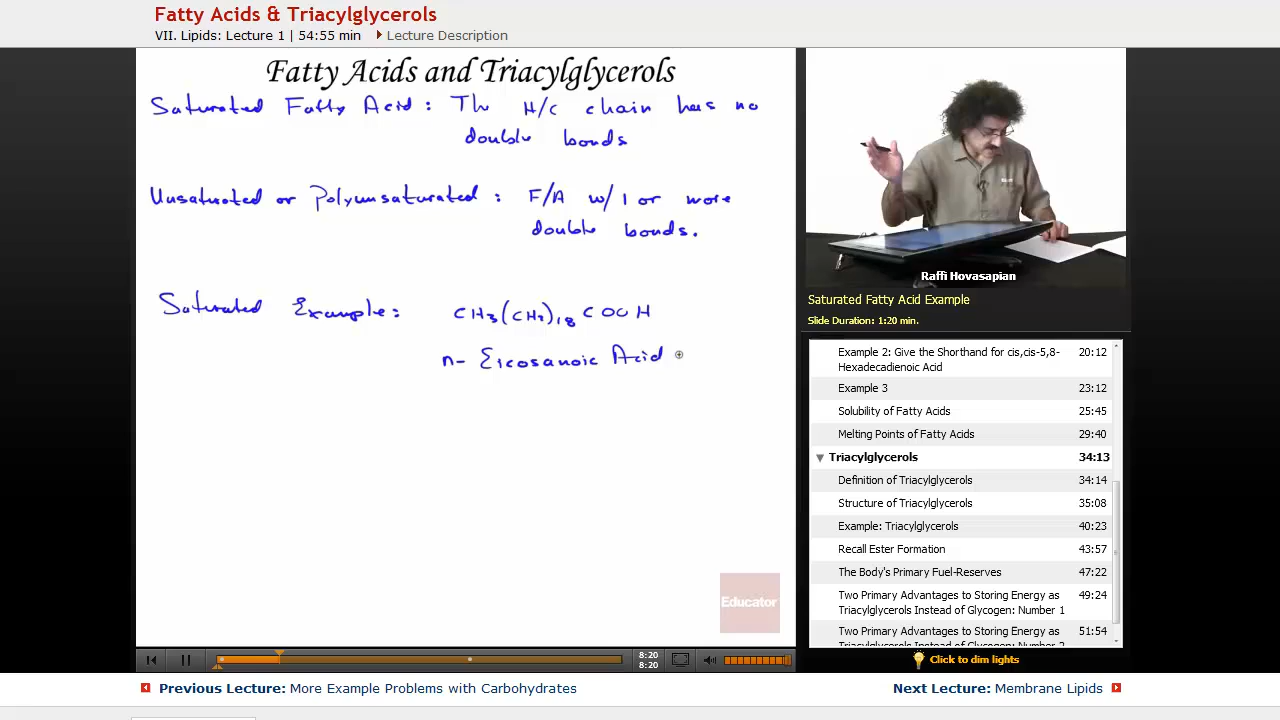 Fatty Acids & Triacylglycerols
VII. Lipids: Lecture 1 | 54:55 min
Lecture Description
Fatty Acids and Triacylglycerols
Saturated Fatty Acid : The H/C chain has no
double bonds
Unsaturated or Polyunsaturated : F/A w/ 1 or more
double bonds.
Saturated Example : CH3(CH2)18COOH
n- Eicosanoic Acid
Educator
Raffi Hovasapian
Saturated Fatty Acid Example
Slide Duration: 1:20 min.
Example 2: Give the Shorthand for cis,cis-5,8- 20:12
Hexadecadienoic Acid
Example 3 23:12
Solubility of Fatty Acids 25:45
Melting Points of Fatty Acids 29:40
Triacylglycerols 34:13
Definition of Triacylglycerols 34:14
Structure of Triacylglycerols 35:08
Example: Triacylglycerols 40:23
Recall Ester Formation 43:57
The Body's Primary Fuel-Reserves 47:22
Two Primary Advantages to Storing Energy as 49:24
Triacylglycerols Instead of Glycogen: Number 1
Two Primary Advantages to Storing Energy as 51:54
Triacylglycerols Instead of Glycogen: Number 2
8:20
8:20
Click to dim lights
Previous Lecture: More Example Problems with Carbohydrates
Next Lecture: Membrane Lipids